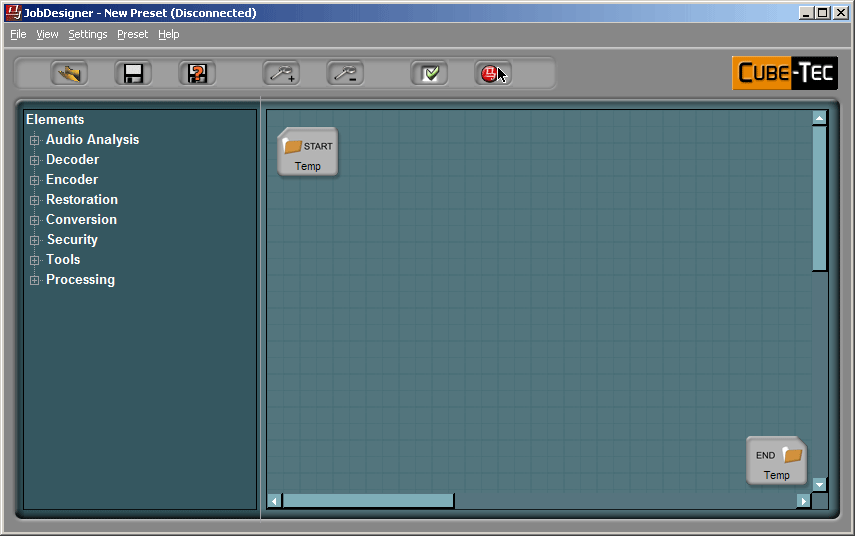 JobDesigner - New Preset (Disconnected)
File View Settings Preset Help
CUBE-TEC
Elements
Audio Analysis
Decoder
Encoder
Restoration
Conversion
Security
Tools
Processing
START
Temp
END
Temp